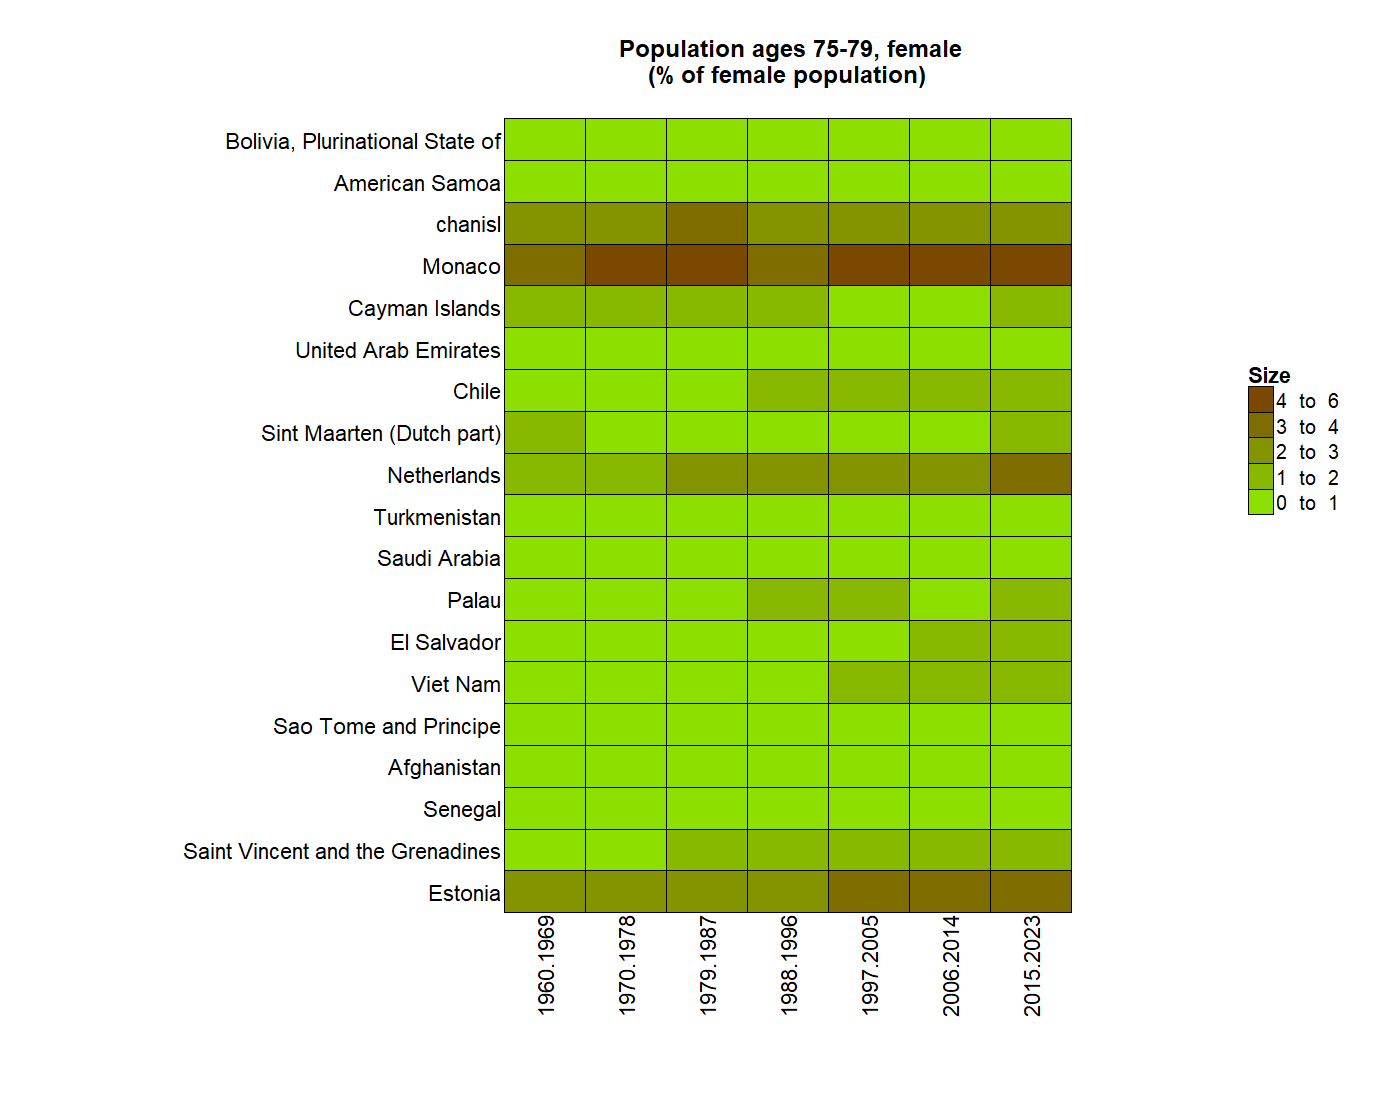 Population ages 75-79, female
(% of female population)
Bolivia, Plurinational State of
American Samoa
chanisl
Monaco
Cayman Islands
United Arab Emirates
Chile
Sint Maarten (Dutch part)
Netherlands
Turkmenistan
Saudi Arabia
Palau
El Salvador
Viet Nam
Sao Tome and Principe
Afghanistan
Senegal
Saint Vincent and the Grenadines
Estonia
1960.1969
1970.1978
1979.1987
1988.1996
1997.2005
2006.2014
2015.2023
Size
4 to 6
3 to 4
2 to 3
1 to 2
0 to 1